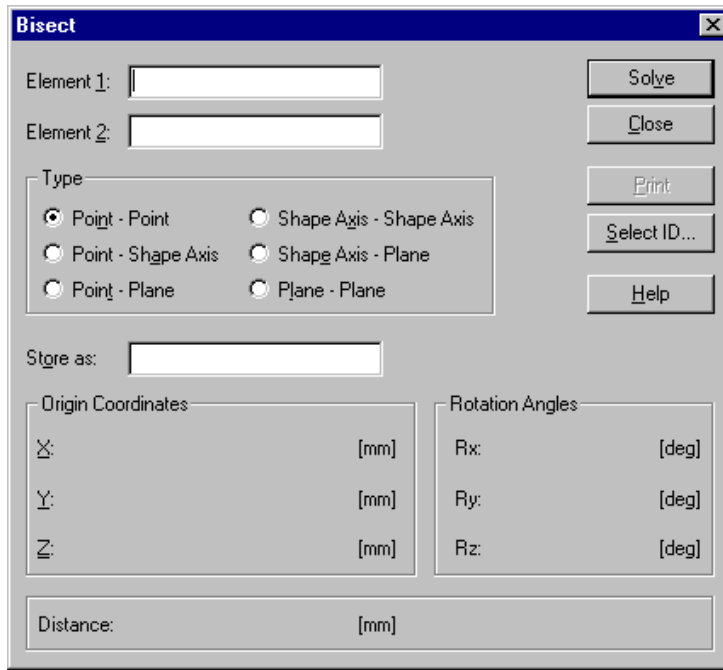 Bisect
Element 1:
Solve
Element 2:
Close
Type
Point - Point
Shape Axis - Shape Axis
Point - Shape Axis
Shape Axis - Plane
Point - Plane
Plane - Plane
Print
Select ID...
Help
Store as:
Origin Coordinates
X: [mm]
Y: [mm]
Z: [mm]
Rotation Angles
Rx: [deg]
Ry: [deg]
Rz: [deg]
Distance: [mm]